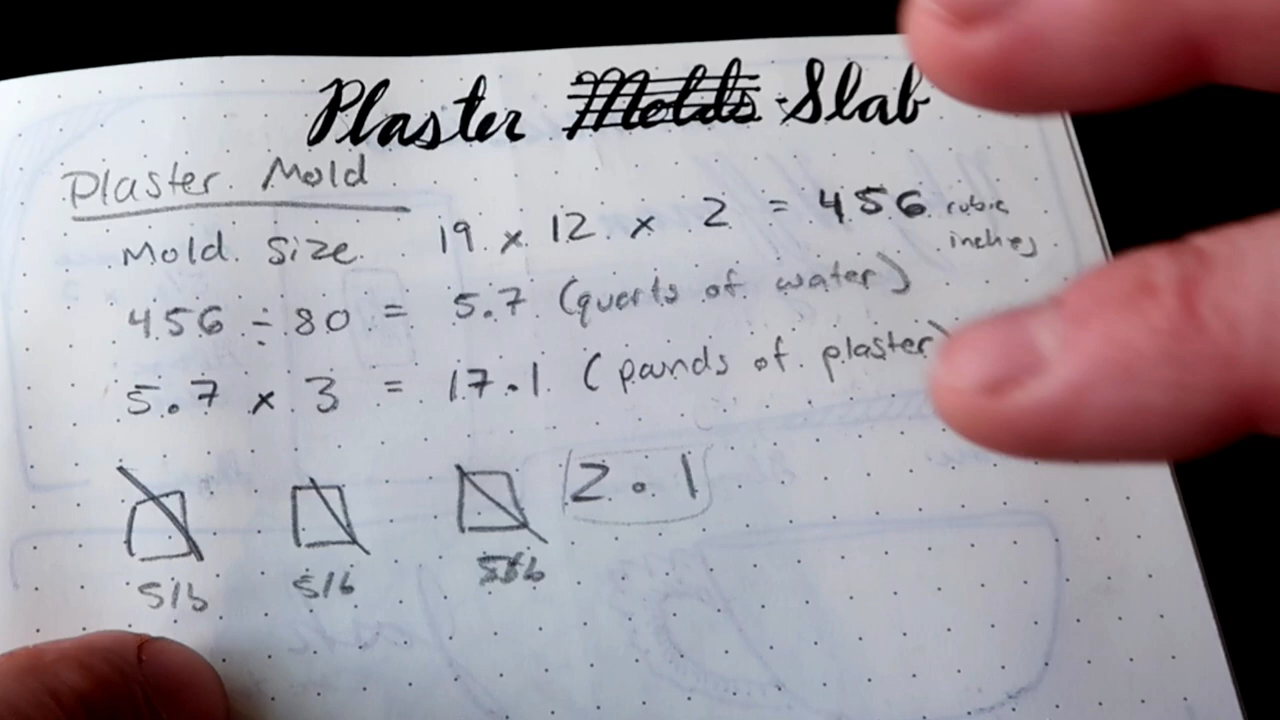 Plaster Molds Slab
Plaster Mold
Mold Size 19 x 12 x 2 = 456 cubic inches
456 ÷ 80 = 5.7 (quarts of water)
5.7 x 3 = 17.1 (pounds of plaster)
2.1
5lb 5lb 5lb